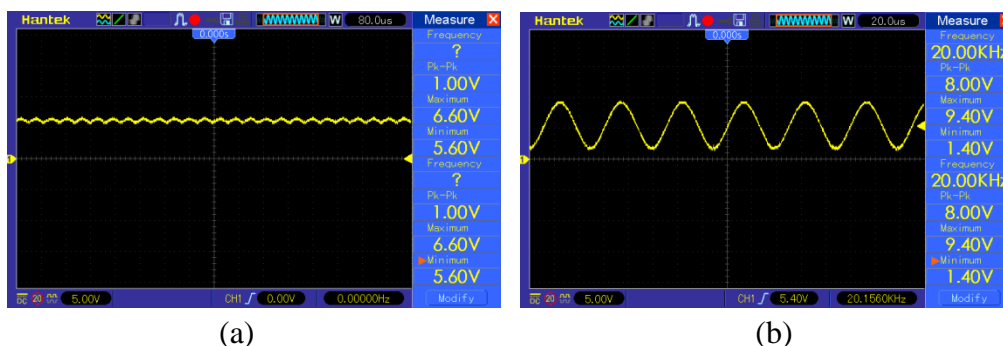 Hantek W 80.0us Measure X
0.000s
Frequency
?
Pk-Pk
1.00V
Maximum
6.60V
Minimum
5.60V
Frequency
?
Pk-Pk
1.00V
Maximum
6.60V
Minimum
5.60V
1
DC 20 5.00V CH1 0.00V 0.00000Hz Modify
(a)
Hantek W 20.0us Measure
0.000s
Frequency
20.00KHz
Pk-Pk
8.00V
Maximum
9.40V
Minimum
1.40V
Frequency
20.00KHz
Pk-Pk
8.00V
Maximum
9.40V
Minimum
1.40V
1
DC 20 5.00V CH1 5.40V 20.1560KHz Modify
(b)